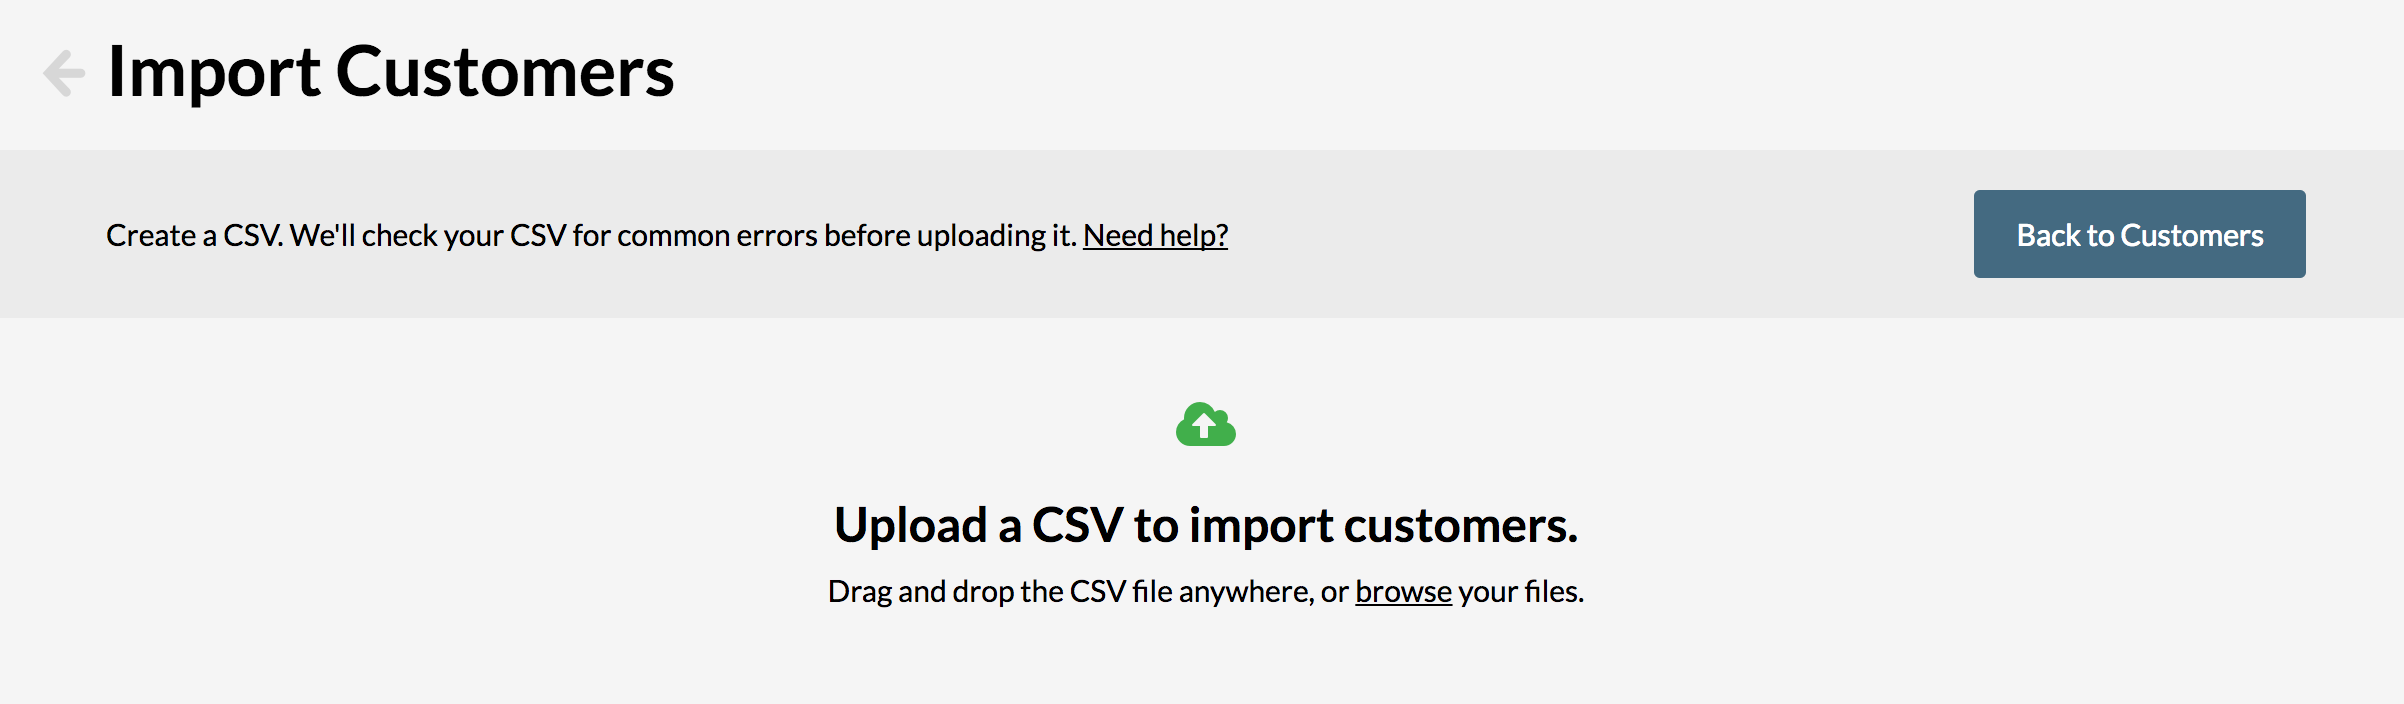 Import Customers
Create a CSV. We'll check your CSV for common errors before uploading it. Need help?
Back to Customers
Upload a CSV to import customers.
Drag and drop the CSV file anywhere, or browse your files.